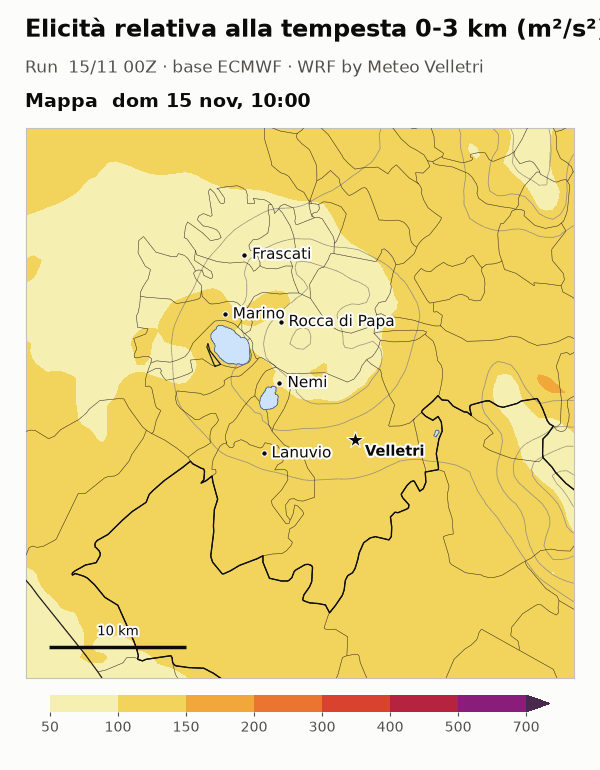 Elicità relativa alla tempesta 0-3 km (m²/s²)
Run  15/11 00Z · base ECMWF · WRF by Meteo Velletri
Mappa  dom 15 nov, 10:00
Frascati
Marino
Rocca di Papa
Nemi
Velletri
Lanuvio
10 km
50 100 150 200 300 400 500 700